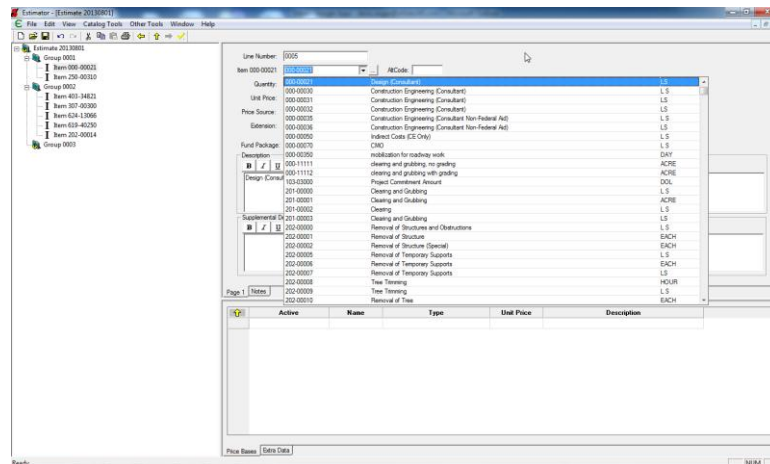 Estimator - [Estimate 20130801]
File Edit View Catalog Tools Other Tools Window Help
Estimate 20130801
Group 0001
Item 000-00021
Item 250-00310
Group 0002
Item 403-34821
Item 307-00300
Item 624-13066
Item 619-40250
Item 202-00014
Group 0003
Line Number: 0005
Item 000-00021 000-00021 ... AltCode:
Quantity:
Unit Price:
Price Source:
Extension:
Fund Package:
Description
B I U
Design (Consul
Supplemental D
B I U
000-00021 Design (Consultant) LS
000-00030 Construction Engineering (Consultant) L S
000-00031 Construction Engineering (Consultant) LS
000-00032 Construction Engineering (Consultant) LS
000-00035 Construction Engineering (Consultant Non-Federal Aid) L S
000-00036 Construction Engineering (Consultant Non-Federal Aid) LS
000-00050 Indirect Costs (CE Only) L S
000-00070 CMO L S
000-00350 mobilization for roadway work DAY
000-11111 clearing and grubbing, no grading ACRE
000-11112 clearing and grubbing with grading ACRE
103-03000 Project Commitment Amount DOL
201-00000 Clearing and Grubbing L S
201-00001 Clearing and Grubbing ACRE
201-00002 Clearing L S
201-00003 Clearing and Grubbing LS
202-00000 Removal of Structures and Obstructions L S
202-00001 Removal of Structure EACH
202-00002 Removal of Structure (Special) EACH
202-00005 Removal of Temporary Supports L S
202-00006 Removal of Temporary Supports EACH
202-00007 Removal of Temporary Supports LS
202-00008 Tree Trimming HOUR
202-00009 Tree Trimming L S
202-00010 Removal of Tree EACH
Page 1 Notes
Active Name Type Unit Price Description
Price Bases Extra Data
Ready NUM